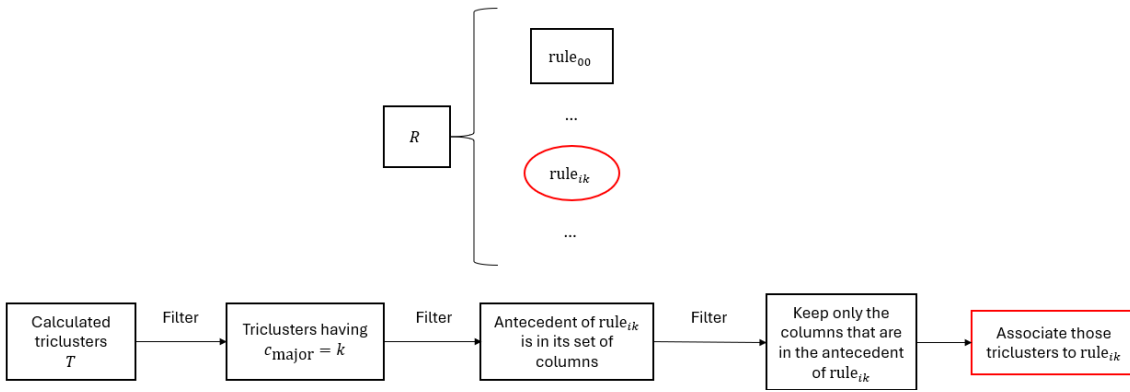 rule₀₀
...
R
ruleᵢₖ
...
Filter
Filter
Filter
Calculated
triclusters
T
Triclusters having
c_major = k
Antecedent of ruleᵢₖ
is in its set of
columns
Keep only the
columns that are
in the antecedent
of ruleᵢₖ
Associate those
triclusters to ruleᵢₖ